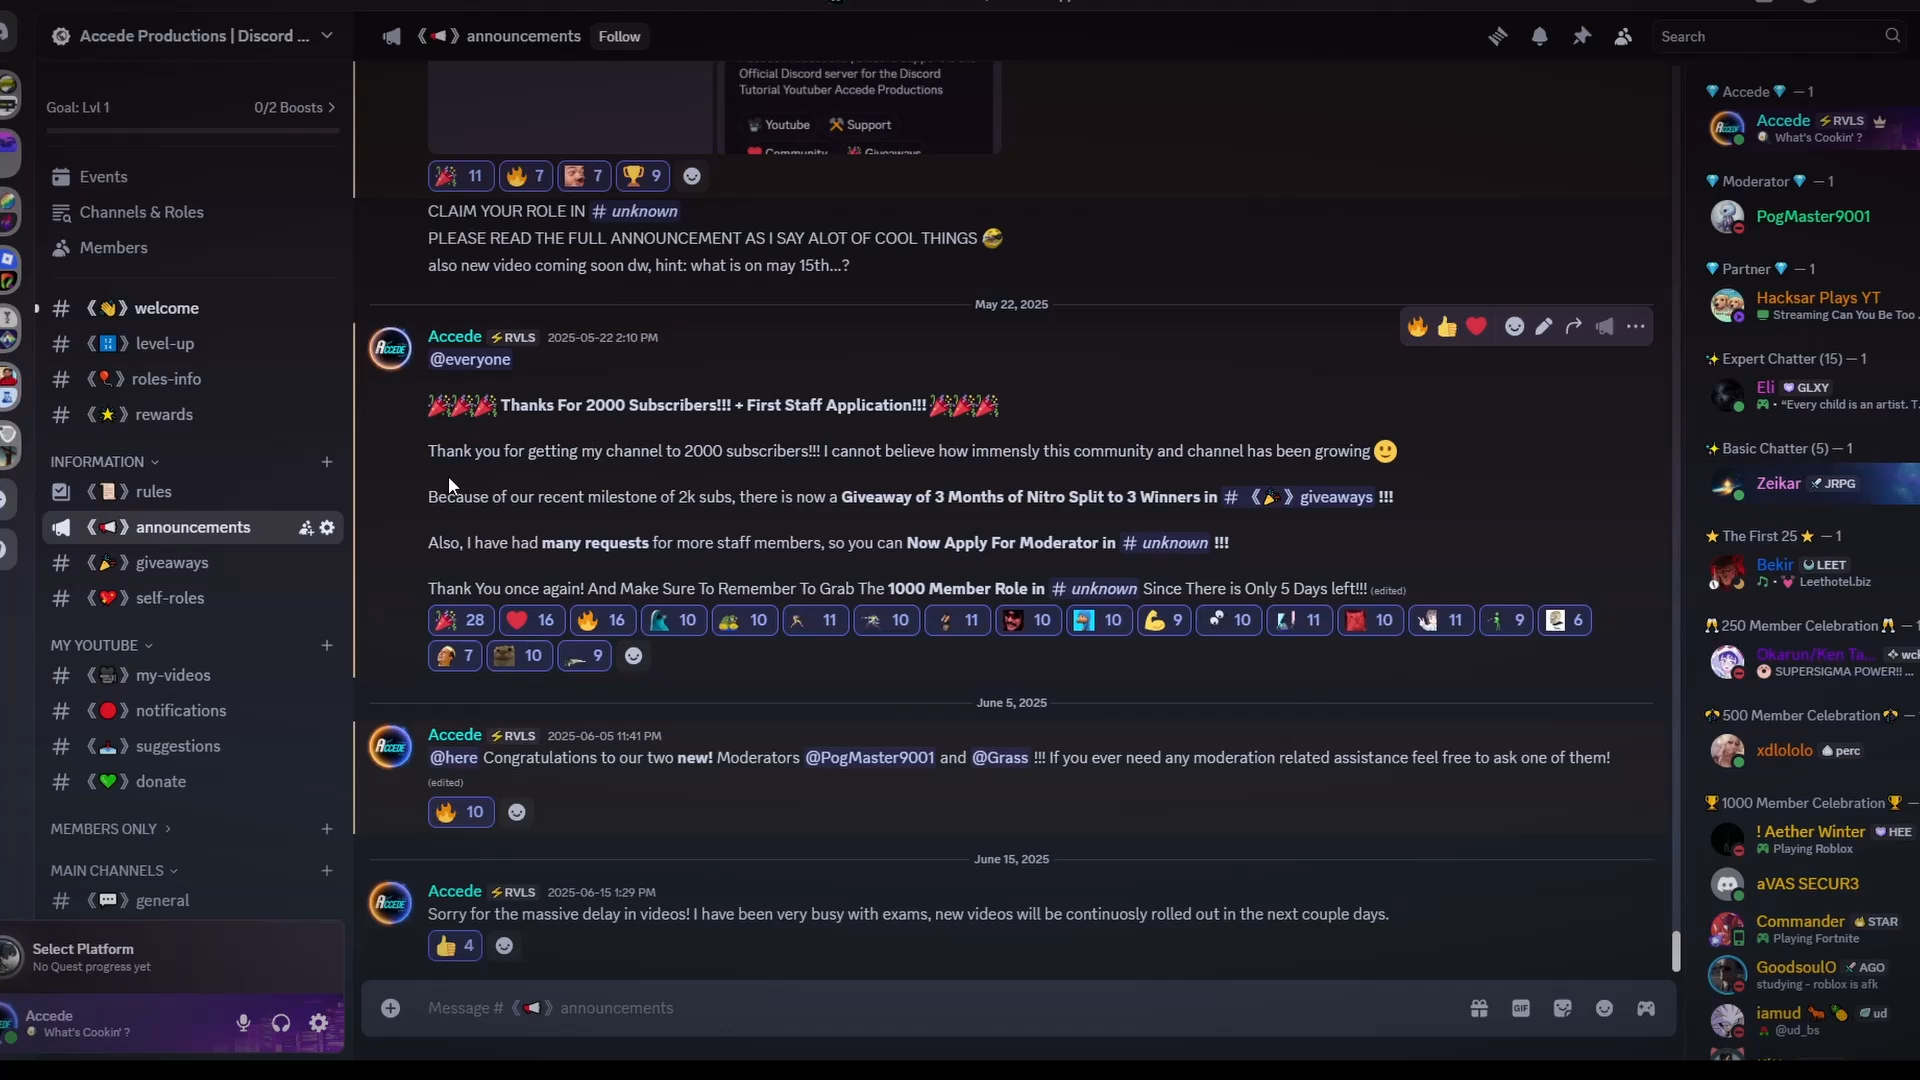 Accede Productions | Discord ...
Goal: Lvl 1
0/2 Boosts
Events
Channels & Roles
Members
《👋》welcome
《🔢》level-up
《🎈》roles-info
《⭐》rewards
INFORMATION
《📜》rules
《📢》announcements
《🎉》giveaways
《💖》self-roles
MY YOUTUBE
《🎥》my-videos
《🔴》notifications
《📥》suggestions
《💚》donate
MEMBERS ONLY
MAIN CHANNELS
《💬》general
Select Platform
No Quest progress yet
Accede
What's Cookin' ?
《📢》announcements
Follow
Search
Official Discord server for the Discord
Tutorial Youtuber Accede Productions
Youtube
Support
Community
Giveaways
11
7
7
9
CLAIM YOUR ROLE IN # unknown
PLEASE READ THE FULL ANNOUNCEMENT AS I SAY ALOT OF COOL THINGS
also new video coming soon dw, hint: what is on may 15th...?
May 22, 2025
Accede ⚡RVLS 2025-05-22 2:10 PM
@everyone
🎉🎉🎉 Thanks For 2000 Subscribers!!! + First Staff Application!!! 🎉🎉🎉
Thank you for getting my channel to 2000 subscribers!!! I cannot believe how immensly this community and channel has been growing 🙂
Because of our recent milestone of 2k subs, there is now a Giveaway of 3 Months of Nitro Split to 3 Winners in # 《🎉》giveaways !!!
Also, I have had many requests for more staff members, so you can Now Apply For Moderator in # unknown !!!
Thank You once again! And Make Sure To Remember To Grab The 1000 Member Role in # unknown Since There is Only 5 Days left!!! (edited)
28 16 16 10 10 11 10 11 10 10 9 10 11 10 11 9 6
7 10 9
June 5, 2025
Accede ⚡RVLS 2025-06-05 11:41 PM
@here Congratulations to our two new! Moderators @PogMaster9001 and @Grass !!! If you ever need any moderation related assistance feel free to ask one of them!
(edited)
10
June 15, 2025
Accede ⚡RVLS 2025-06-15 1:29 PM
Sorry for the massive delay in videos! I have been very busy with exams, new videos will be continuosly rolled out in the next couple days.
4
Message # 《📢》announcements
GIF
💎 Accede 💎 — 1
Accede ⚡RVLS
What's Cookin' ?
💎 Moderator 💎 — 1
PogMaster9001
💎 Partner 💎 — 1
Hacksar Plays YT
Streaming Can You Be Too ...
✨ Expert Chatter (15) — 1
Eli GLXY
• “Every child is an artist. T...
✨ Basic Chatter (5) — 1
Zeikar JRPG
⭐ The First 25 ⭐ — 1
Bekir LEET
• Leethotel.biz
250 Member Celebration — 1
Okarun/Ken Ta...
SUPERSIGMA POWER!! ...
500 Member Celebration —
xdlololo perc
🏆 1000 Member Celebration 🏆 —
! Aether Winter HEE
Playing Roblox
aVAS SECUR3
Commander STAR
Playing Fortnite
GoodsoulO AGO
studying - roblox is afk
iamud 🐂 🍍 ud
@ud_bs